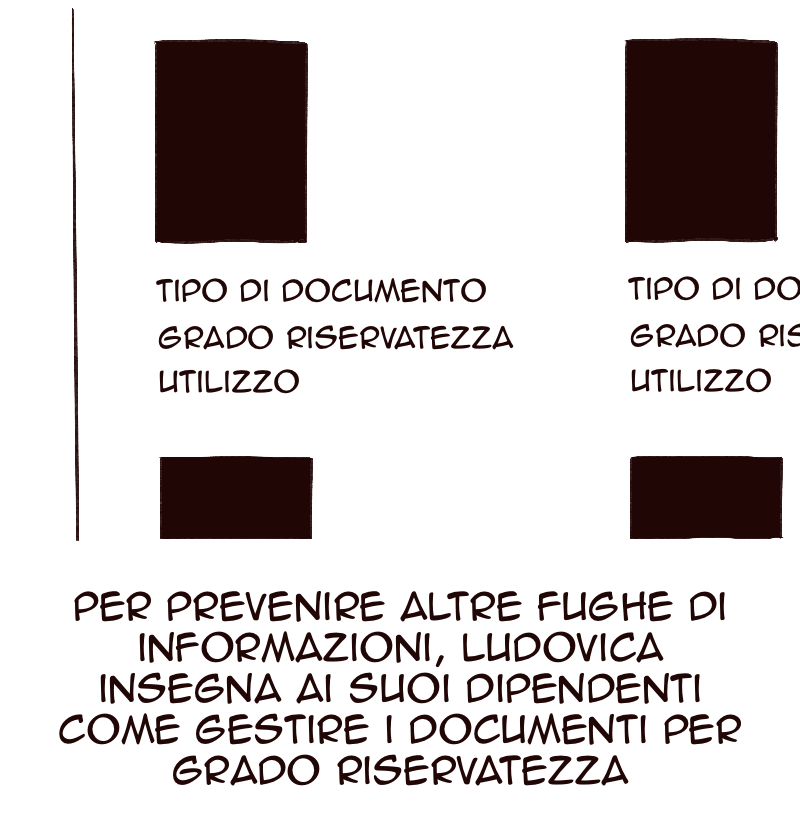 TIPO DI DOCUMENTO
GRADO RISERVATEZZA
UTILIZZO
TIPO DI DO
GRADO RIS
UTILIZZO
PER PREVENIRE ALTRE FUGHE DI
INFORMAZIONI, LUDOVICA
INSEGNA AI SUOI DIPENDENTI
COME GESTIRE I DOCUMENTI PER
GRADO RISERVATEZZA